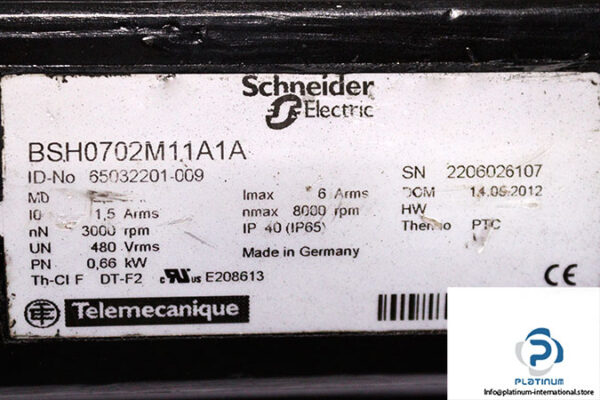 Schneider
Electric
BSH0702M11A1A
ID-No 65032201-009
SN 2206026107
M0
Imax 6 Arms
DOM 14.06.2012
I0 1,5 Arms
nmax 8000 rpm
HW
nN 3000 rpm
IP 40 (IP65)
Thermo PTC
UN 480 Vrms
Made in Germany
PN 0,66 kW
Th-Cl F DT-F2 c US E208613
CE
Telemecanique
PLATINUM
Info@platinum-international.store